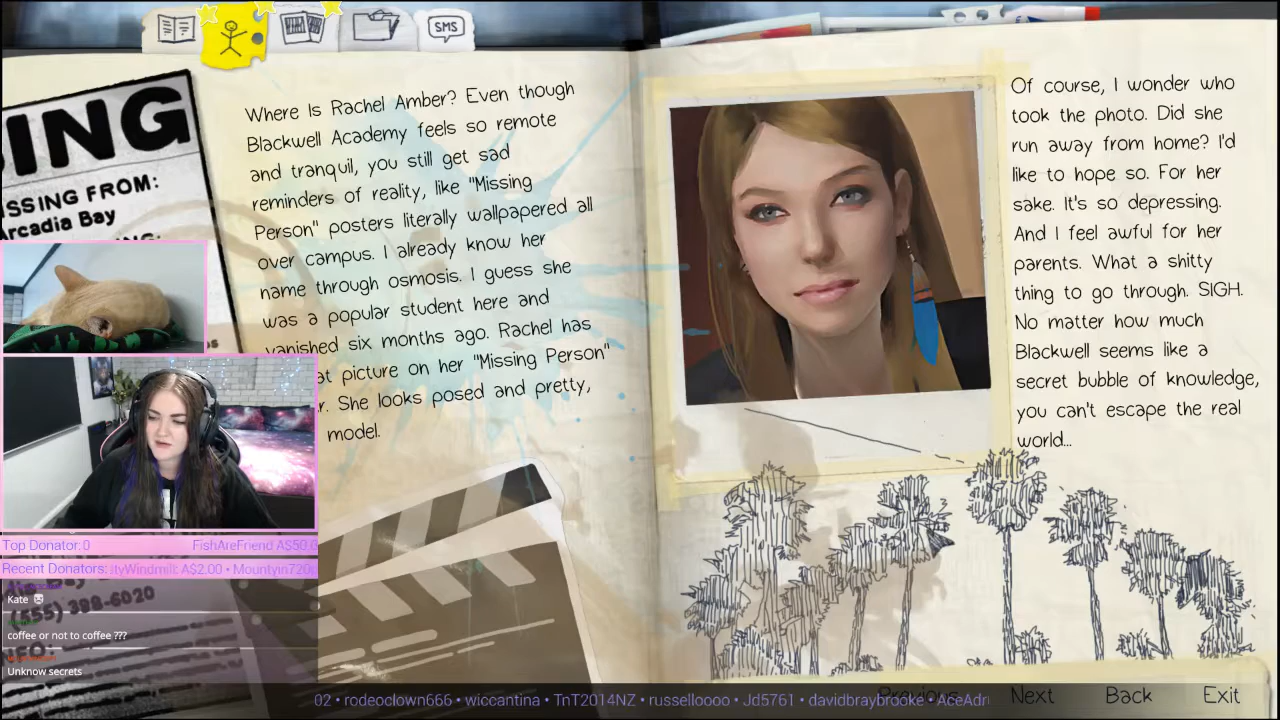 SMS
ING
SSING FROM:
rcadia Bay
Where Is Rachel Amber? Even though
Blackwell Academy feels so remote
and tranquil, you still get sad
reminders of reality, like "Missing
Person" posters literally wallpapered all
over campus. I already know her
name through osmosis. I guess she
was a popular student here and
vanished six months ago. Rachel has
at picture on her "Missing Person"
r. She looks posed and pretty,
model.
Of course, I wonder who
took the photo. Did she
run away from home? I'd
like to hope so. For her
sake. It's so depressing.
And I feel awful for her
parents. What a shitty
thing to go through. SIGH.
No matter how much
Blackwell seems like a
secret bubble of knowledge,
you can't escape the real
world...
Top Donator:0 FishAreFriend A$50.0
Recent Donators: tyWindmill: A$2.00 • Mountyin720p
Kate
coffee or not to coffee ???
Unknow secrets
398-6020
02 • rodeoclown666 • wiccantina • TnT2014NZ • russelloooo • Jd5761 • davidbraybrooke • AceAdri
Previous Next Back Exit